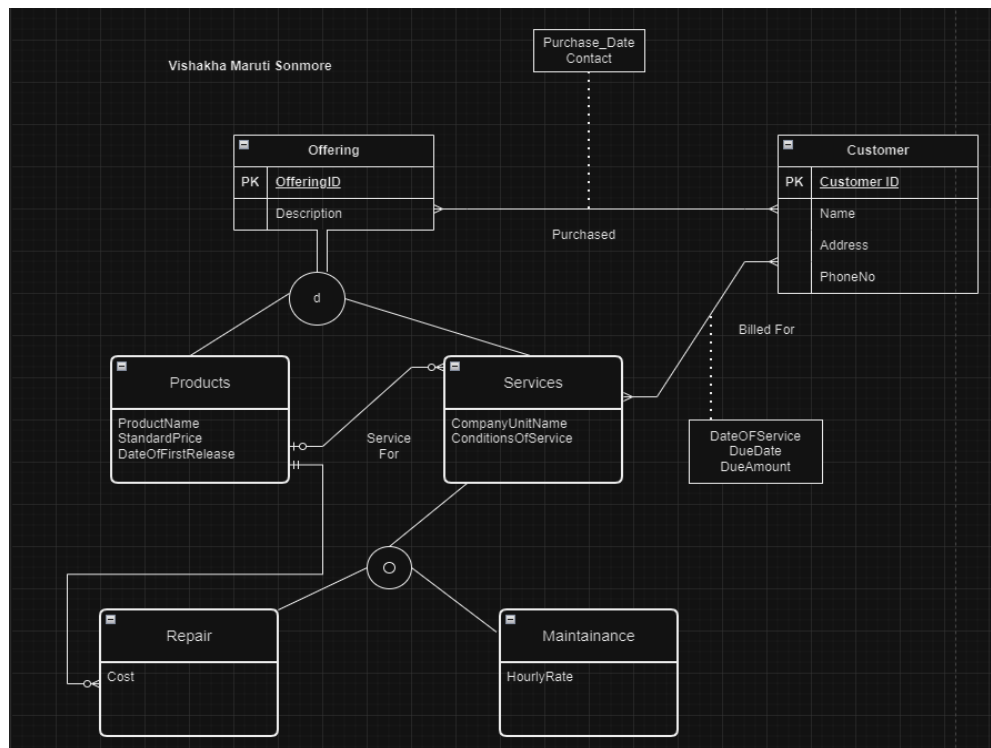 Purchase_Date
Contact
Vishakha Maruti Sonmore
Offering
PK OfferingID
Description
Customer
PK Customer ID
Name
Address
PhoneNo
Purchased
d
Billed For
Products
ProductName
StandardPrice
DateOfFirstRelease
Service
For
Services
CompanyUnitName
ConditionsOfService
DateOFService
DueDate
DueAmount
O
Repair
Cost
Maintainance
HourlyRate